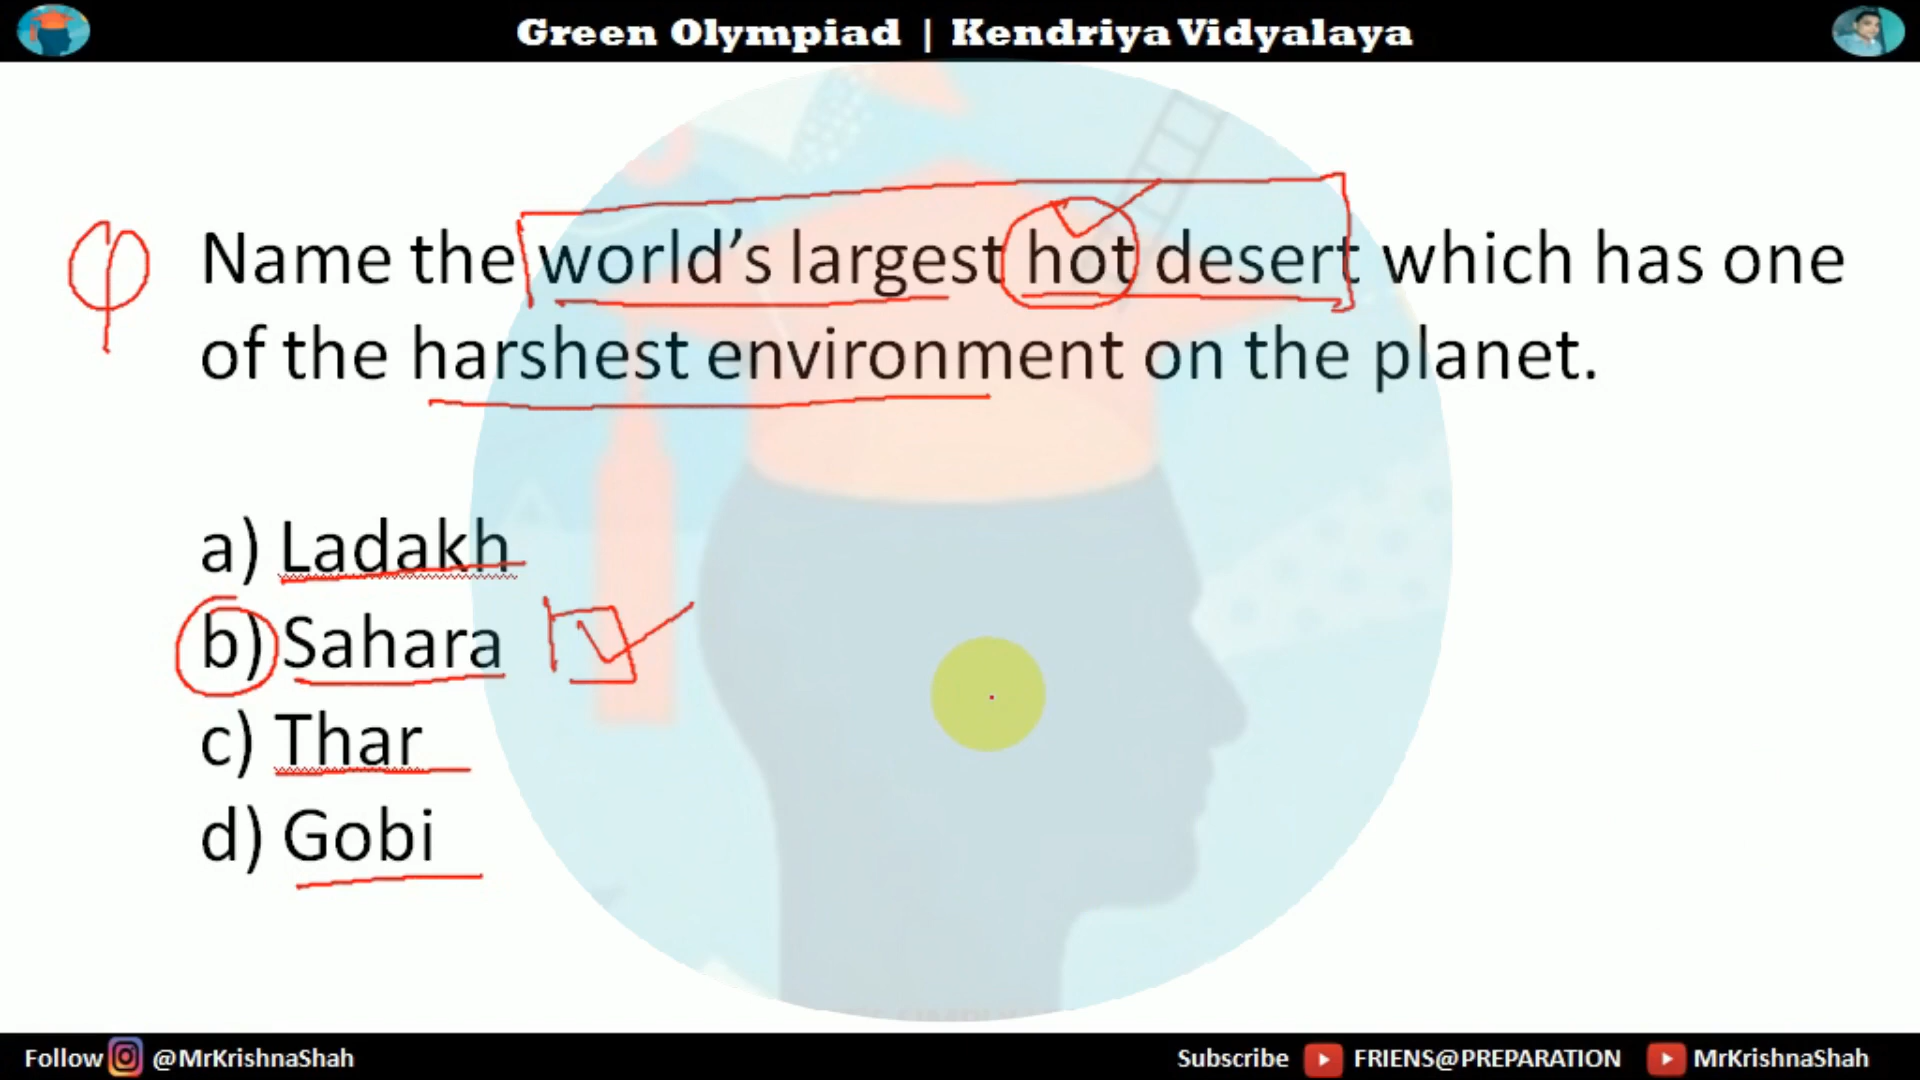 Green Olympiad | Kendriya Vidyalaya
Name the world’s largest hot desert which has one
of the harshest environment on the planet.
a) Ladakh
b) Sahara
c) Thar
d) Gobi
Follow @MrKrishnaShah
Subscribe FRIENS@PREPARATION MrKrishnaShah